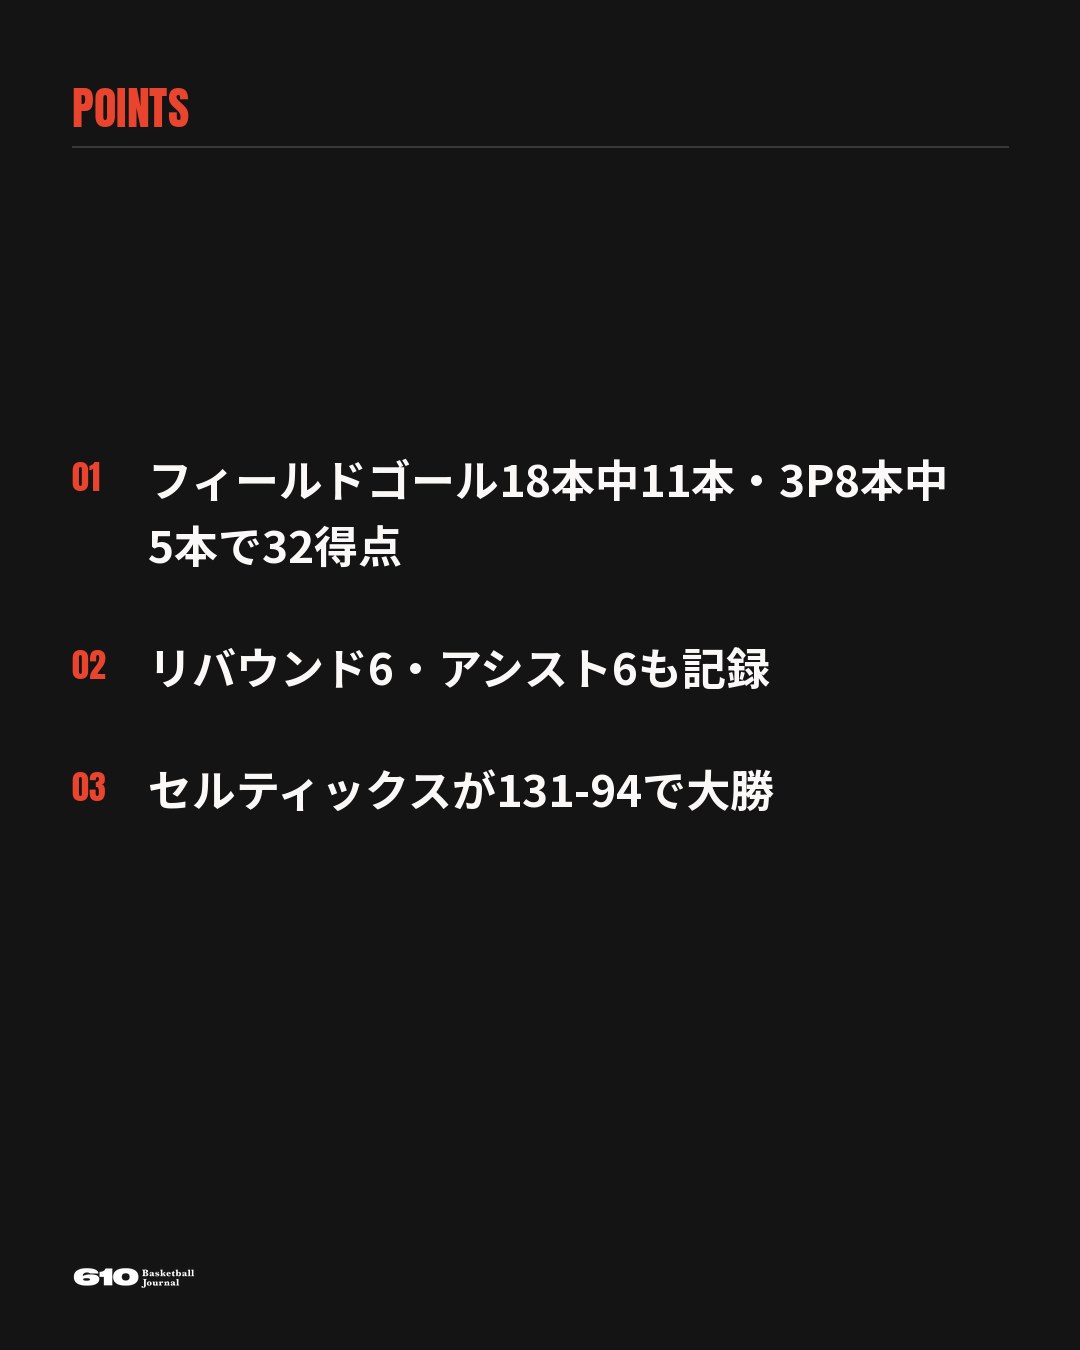 POINTS
01 フィールドゴール18本中11本・3P8本中
5本で32得点
02 リバウンド6・アシスト6も記録
03 セルティックスが131-94で大勝
610 Basketball
Journal